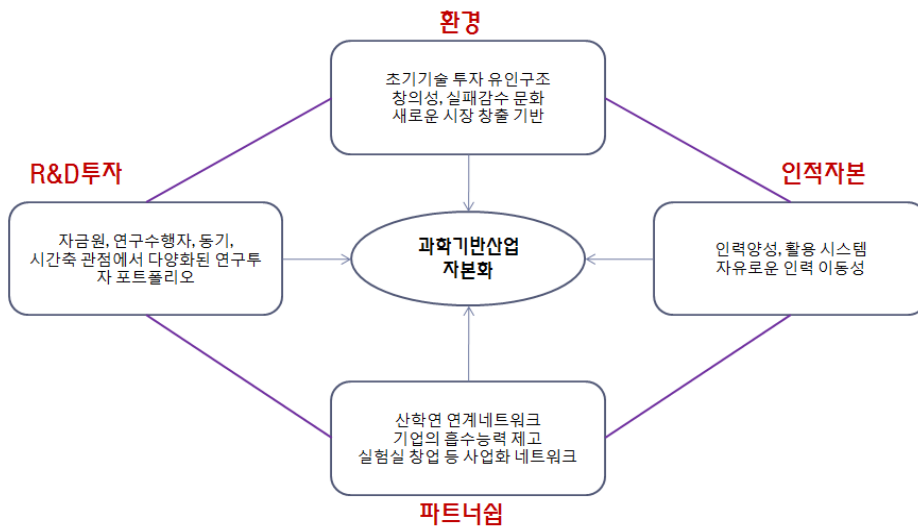 환경
초기기술 투자 유인구조
창의성, 실패감수 문화
새로운 시장 창출 기반
R&D투자
자금원, 연구수행자, 동기,
시간축 관점에서 다양화된 연구투
자 포트폴리오
과학기반산업
자본화
인적자본
인력양성, 활용 시스템
자유로운 인력 이동성
산학연 연계네트워크
기업의 흡수능력 제고
실험실 창업 등 사업화 네트워크
파트너쉽